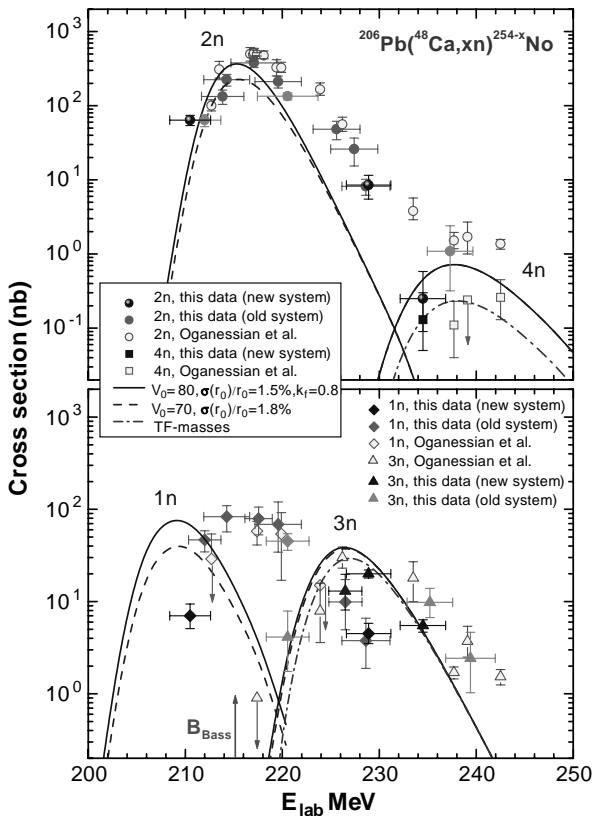 ²⁰⁶Pb(⁴⁸Ca,xn)²⁵⁴⁻ˣNo
10³
10²
10¹
10⁰
10⁻¹
2n
4n
2n, this data (new system)
2n, this data (old system)
2n, Oganessian et al.
4n, this data (new system)
4n, Oganessian et al.
V₀=80, σ(r₀)/r₀=1.5%,k_f=0.8
V₀=70, σ(r₀)/r₀=1.8%
TF-masses
Cross section (nb)
10³
10²
10¹
10⁰
1n, this data (new system)
1n, this data (old system)
1n, Oganessian et al.
3n, Oganessian et al.
3n, this data (new system)
3n, this data (old system)
1n
3n
B_Bass
200 210 220 230 240 250
E_lab MeV